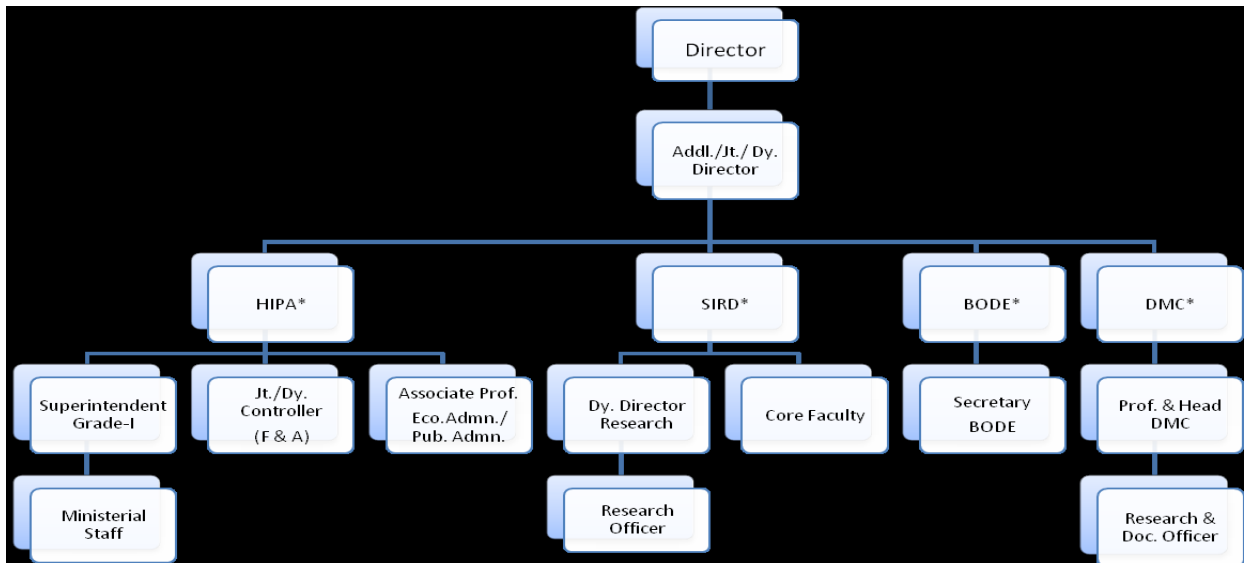 Director
Addl./Jt./ Dy.
Director
HIPA*
SIRD*
BODE*
DMC*
Superintendent
Grade-I
Jt./Dy.
Controller
(F & A)
Associate Prof.
Eco.Admn./
Pub. Admn.
Dy. Director
Research
Core Faculty
Secretary
BODE
Prof. & Head
DMC
Ministerial
Staff
Research
Officer
Research &
Doc. Officer